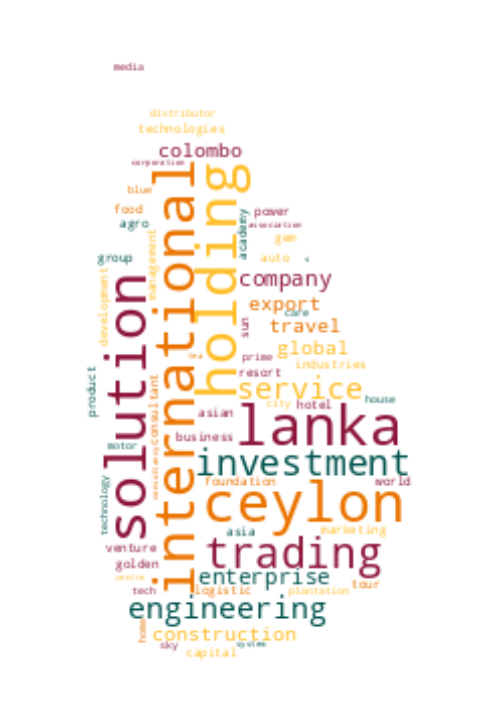 media
distributor
technologies
colombo
corporation
international
holding
blue
food
power
academy
association
agro
gem
management
group
auto
s
development
company
solution
export
care
travel
sun
global
tea
prime
industries
resort
product
consultant
service
city
hotel
house
asian
lanka
business
motor
investment
consultancy
foundation
world
technology
ceylon
asia
marketing
trading
venture
golden
enterprise
tour
tech
logistic
plantation
engineering
home
construction
sky
capital